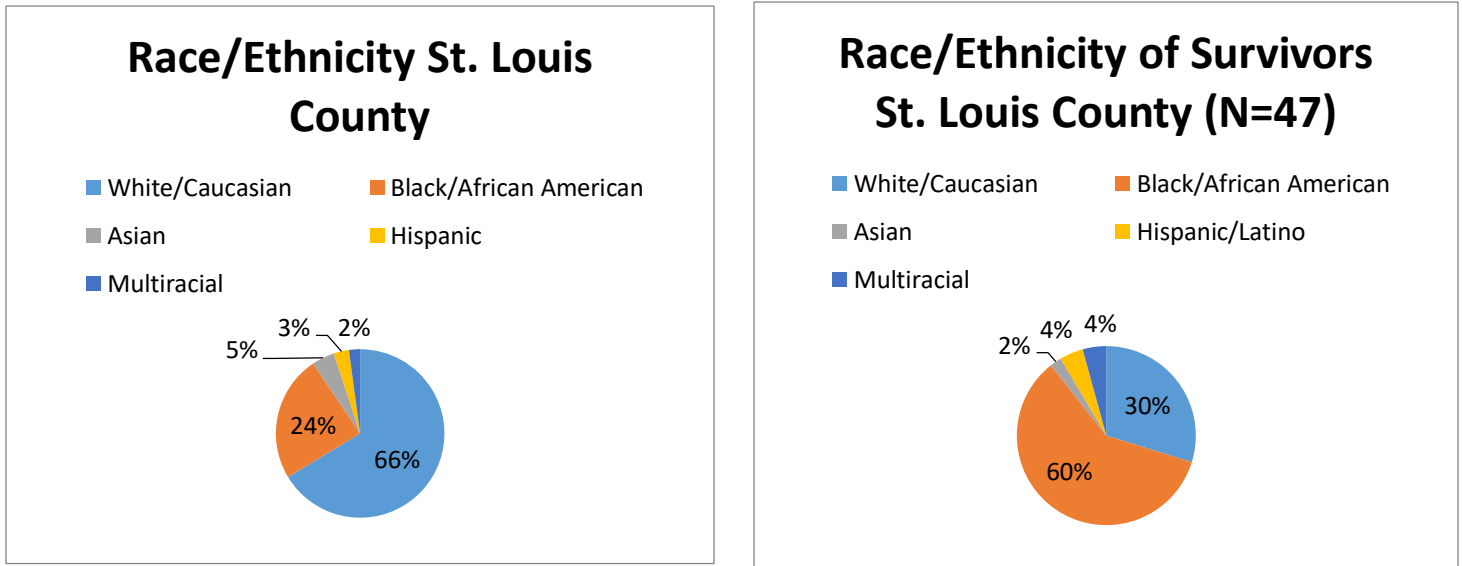 Race/Ethnicity St. Louis
County
White/Caucasian
Black/African American
Asian
Hispanic
Multiracial
3%
2%
5%
24%
66%
Race/Ethnicity of Survivors
St. Louis County (N=47)
White/Caucasian
Black/African American
Asian
Hispanic/Latino
Multiracial
4%
4%
2%
30%
60%